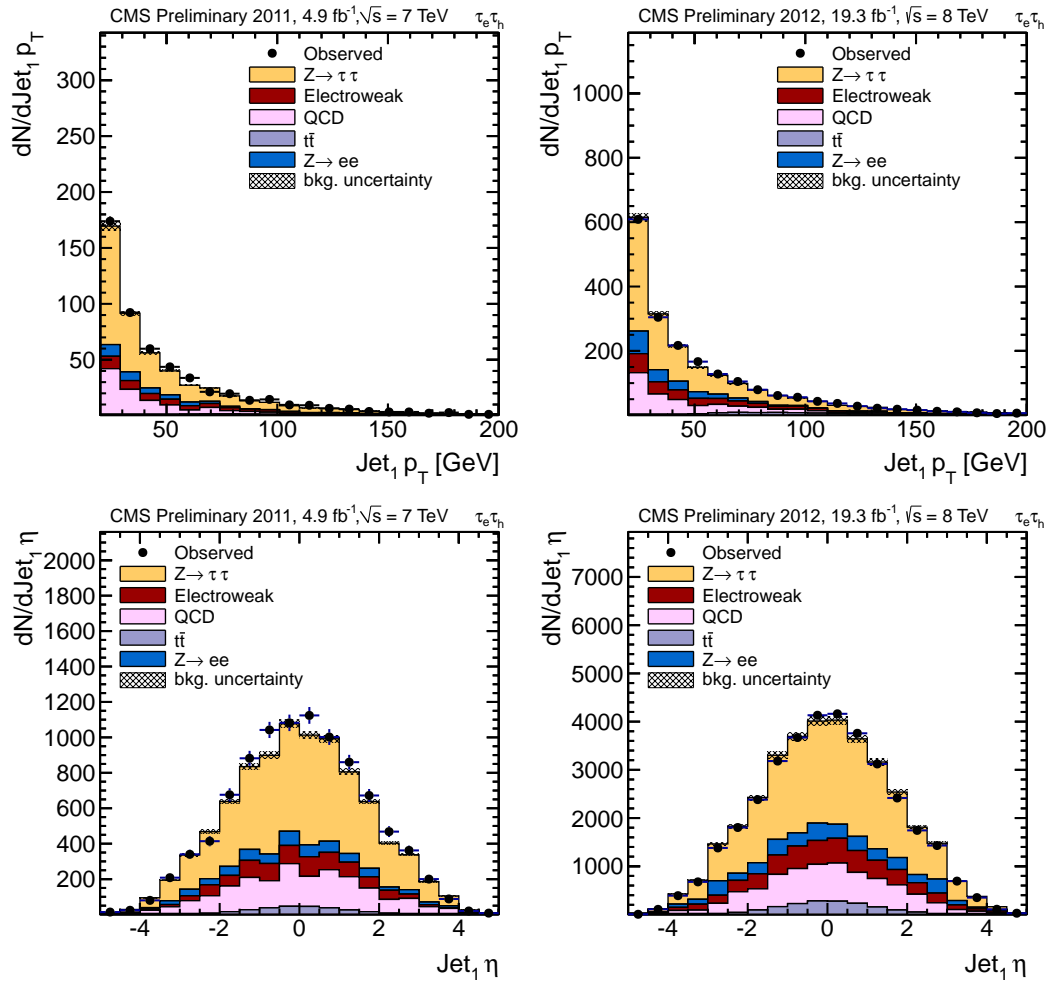 CMS Preliminary 2011, 4.9 fb⁻¹,√s = 7 TeV τₑτₕ
dN/dJet₁ p_T
300
250
200
150
100
50
Observed
Z→ τ τ
Electroweak
QCD
tt̄
Z→ ee
bkg. uncertainty
50 100 150 200
Jet₁ p_T [GeV]
CMS Preliminary 2012, 19.3 fb⁻¹, √s = 8 TeV τₑτₕ
dN/dJet₁ p_T
1000
800
600
400
200
Observed
Z→ τ τ
Electroweak
QCD
tt̄
Z→ ee
bkg. uncertainty
50 100 150 200
Jet₁ p_T [GeV]
CMS Preliminary 2011, 4.9 fb⁻¹,√s = 7 TeV τₑτₕ
dN/dJet₁ η
2000
1800
1600
1400
1200
1000
800
600
400
200
Observed
Z→ τ τ
Electroweak
QCD
tt̄
Z→ ee
bkg. uncertainty
-4 -2 0 2 4
Jet₁ η
CMS Preliminary 2012, 19.3 fb⁻¹, √s = 8 TeV τₑτₕ
dN/dJet₁ η
7000
6000
5000
4000
3000
2000
1000
Observed
Z→ τ τ
Electroweak
QCD
tt̄
Z→ ee
bkg. uncertainty
-4 -2 0 2 4
Jet₁ η